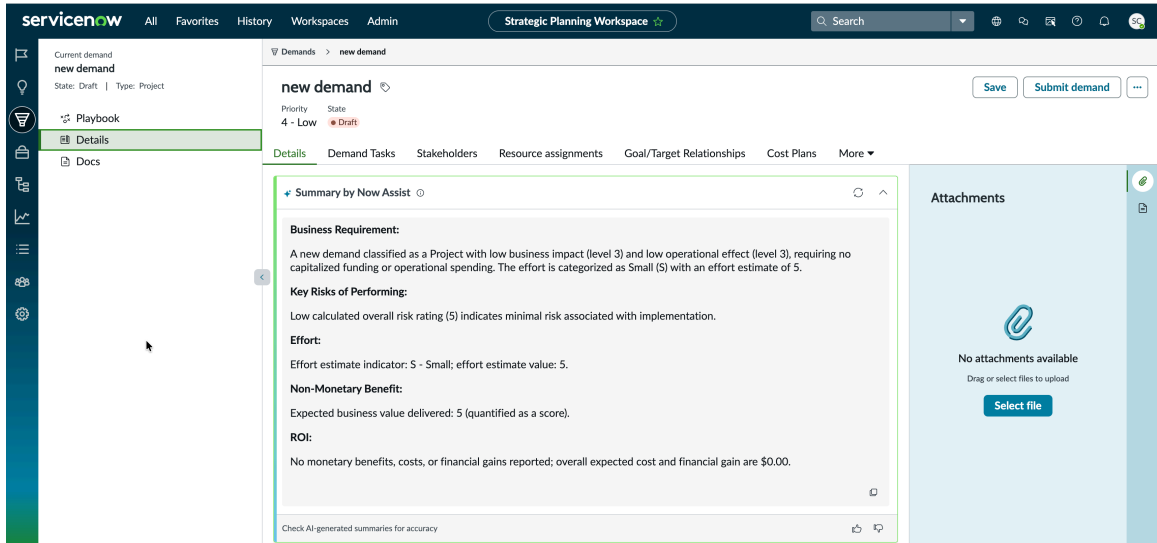 servicenow All Favorites History Workspaces Admin Strategic Planning Workspace Search SC
Current demand
new demand
State: Draft | Type: Project
Playbook
Details
Docs
Demands > new demand
new demand
Save Submit demand
Priority State
4 - Low Draft
Details Demand Tasks Stakeholders Resource assignments Goal/Target Relationships Cost Plans More
Summary by Now Assist
Business Requirement:
A new demand classified as a Project with low business impact (level 3) and low operational effect (level 3), requiring no
capitalized funding or operational spending. The effort is categorized as Small (S) with an effort estimate of 5.
Key Risks of Performing:
Low calculated overall risk rating (5) indicates minimal risk associated with implementation.
Effort:
Effort estimate indicator: S - Small; effort estimate value: 5.
Non-Monetary Benefit:
Expected business value delivered: 5 (quantified as a score).
ROI:
No monetary benefits, costs, or financial gains reported; overall expected cost and financial gain are $0.00.
Check AI-generated summaries for accuracy
Attachments
No attachments available
Drag or select files to upload
Select file